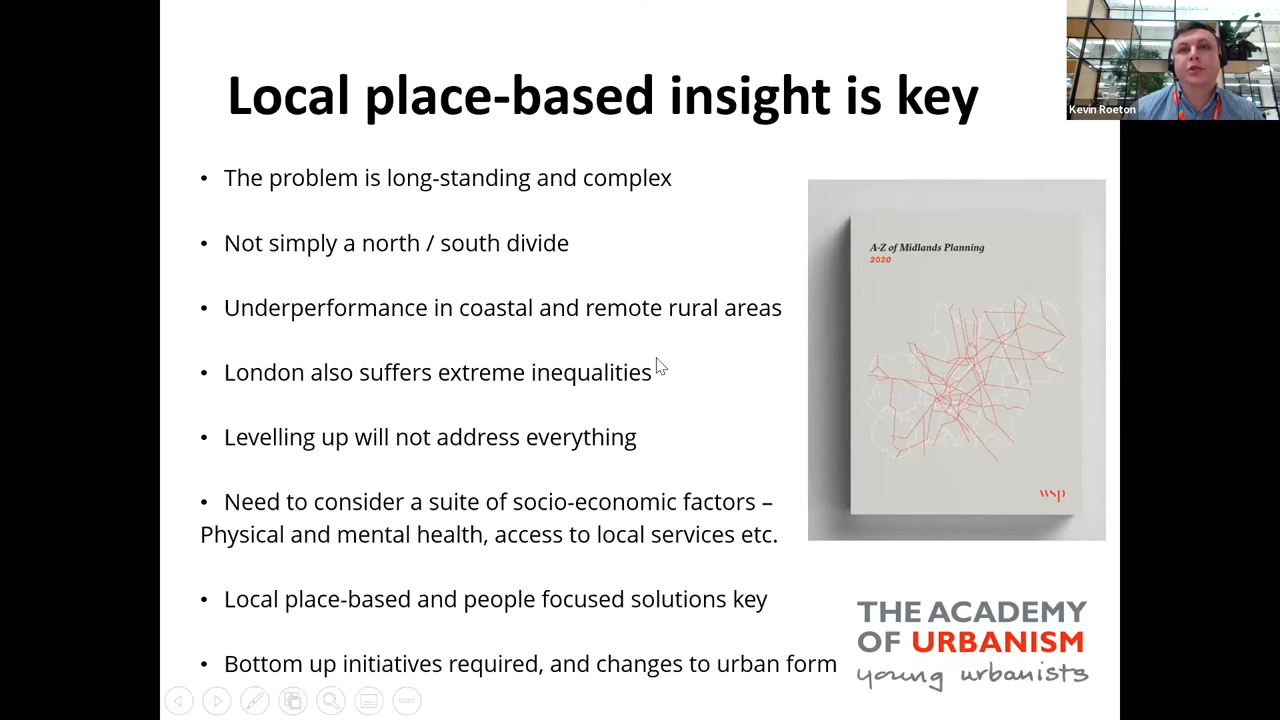 Local place-based insight is key
Kevin Roeton
• The problem is long-standing and complex
• Not simply a north / south divide
• Underperformance in coastal and remote rural areas
• London also suffers extreme inequalities
• Levelling up will not address everything
• Need to consider a suite of socio-economic factors –
Physical and mental health, access to local services etc.
• Local place-based and people focused solutions key
• Bottom up initiatives required, and changes to urban form
A-Z of Midlands Planning
2020
wsp
THE ACADEMY
OF URBANISM
young urbanists